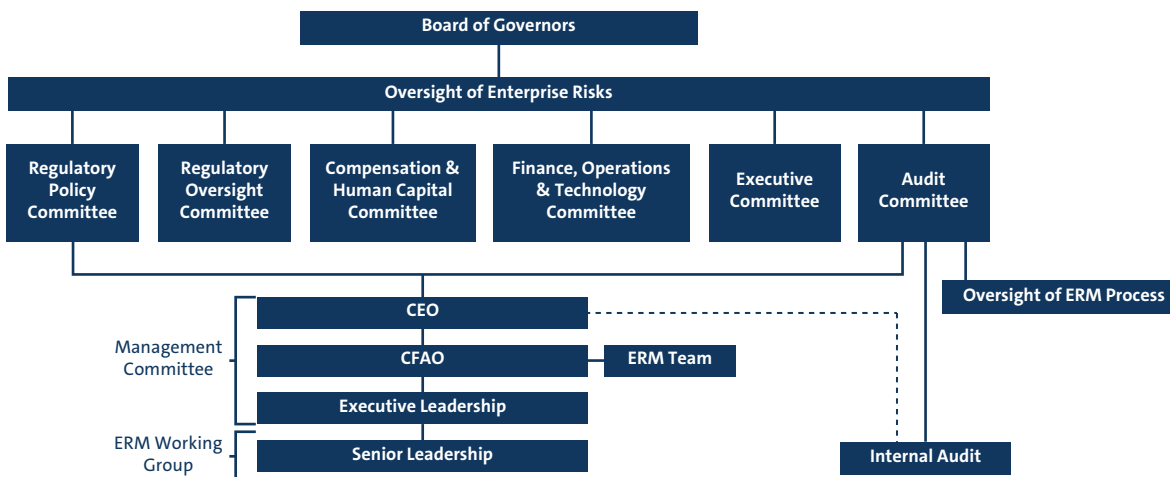 Board of Governors
Oversight of Enterprise Risks
Regulatory
Policy
Committee
Regulatory
Oversight
Committee
Compensation &
Human Capital
Committee
Finance, Operations
& Technology
Committee
Executive
Committee
Audit
Committee
Oversight of ERM Process
CEO
Management
Committee
CFAO
ERM Team
Executive Leadership
ERM Working
Group
Senior Leadership
Internal Audit